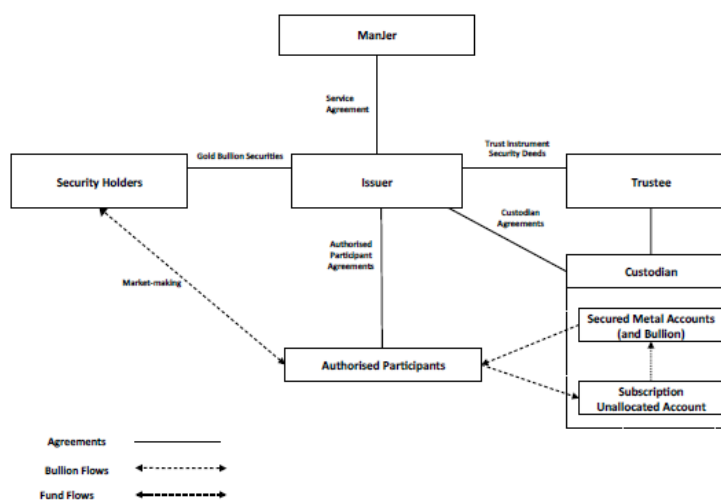 ManJer
Service
Agreement
Gold Bullion Securities
Trust Instrument
Security Deeds
Security Holders
Issuer
Trustee
Custodian
Agreements
Authorised
Participant
Agreements
Custodian
Market-making
Secured Metal Accounts
(and Bullion)
Authorised Participants
Subscription
Unallocated Account
Agreements
Bullion Flows
Fund Flows